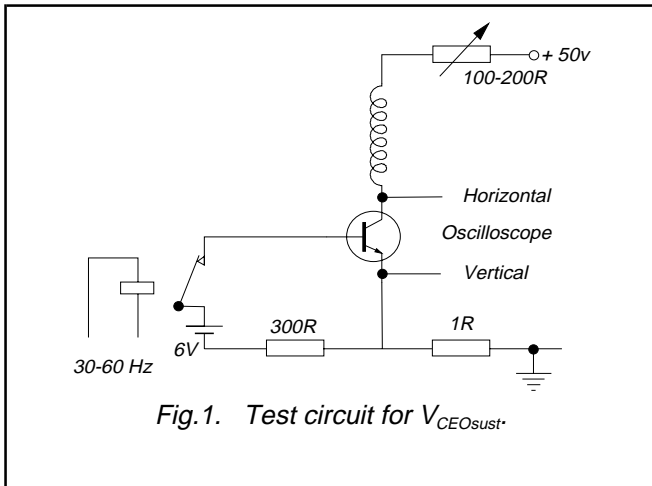 + 50v
100-200R
Horizontal
Oscilloscope
Vertical
300R
1R
6V
30-60 Hz
Fig.1. Test circuit for VCEOsust.